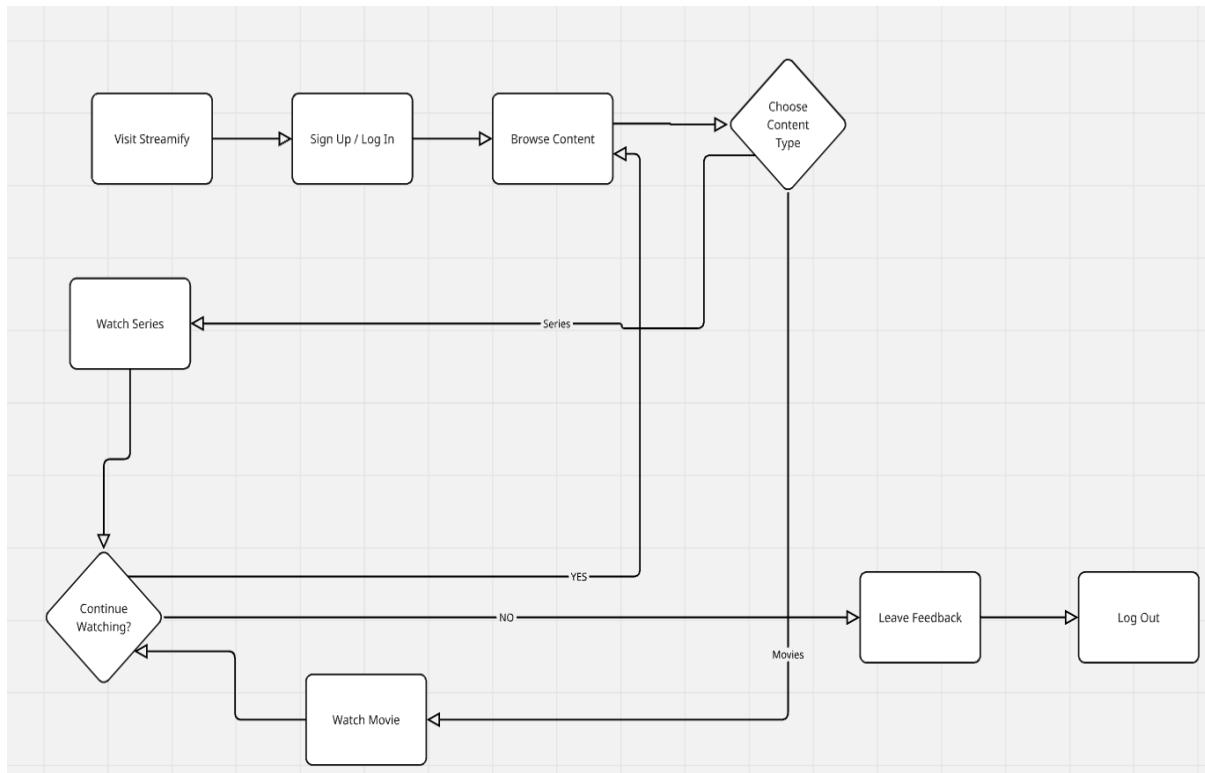 Visit Streamify
Sign Up / Log In
Browse Content
Choose
Content
Type
Watch Series
Series
YES
Continue
Watching?
NO
Leave Feedback
Log Out
Movies
Watch Movie